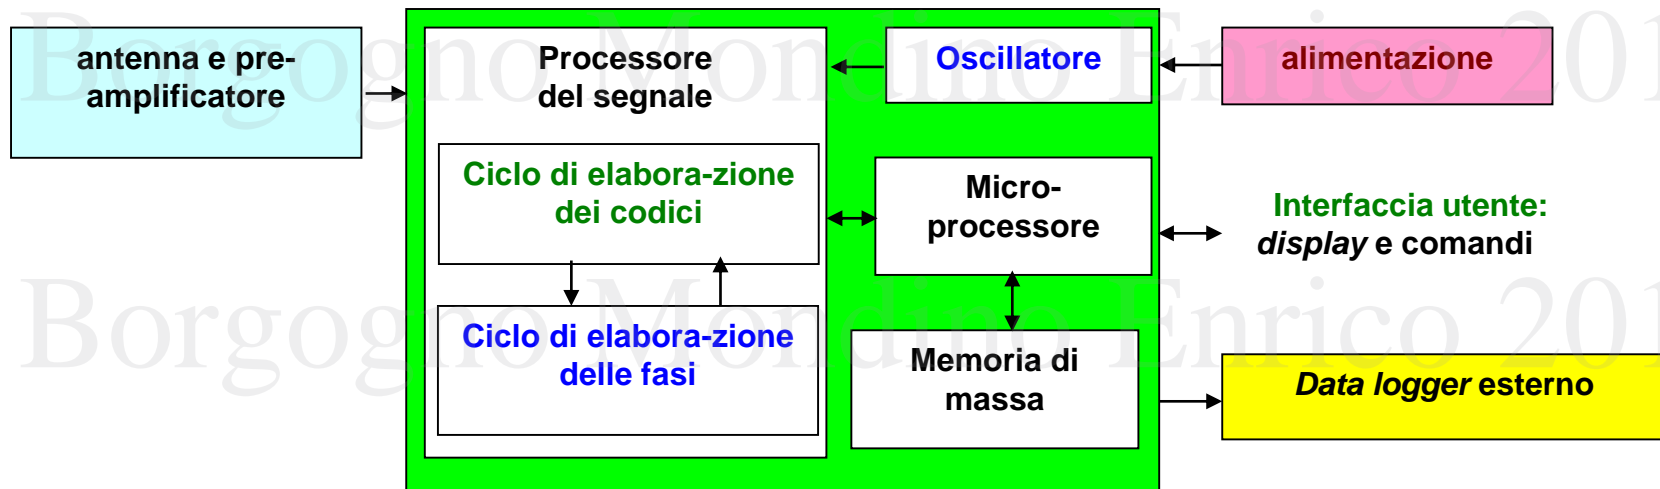 antenna e pre-
amplificatore
Processore
del segnale
Oscillatore
alimentazione
Ciclo di elabora-zione
dei codici
Micro-
processore
Interfaccia utente:
display e comandi
Ciclo di elabora-zione
delle fasi
Memoria di
massa
Data logger esterno
Borgogno Mondino Enrico 201
Borgogno Mondino Enrico 201